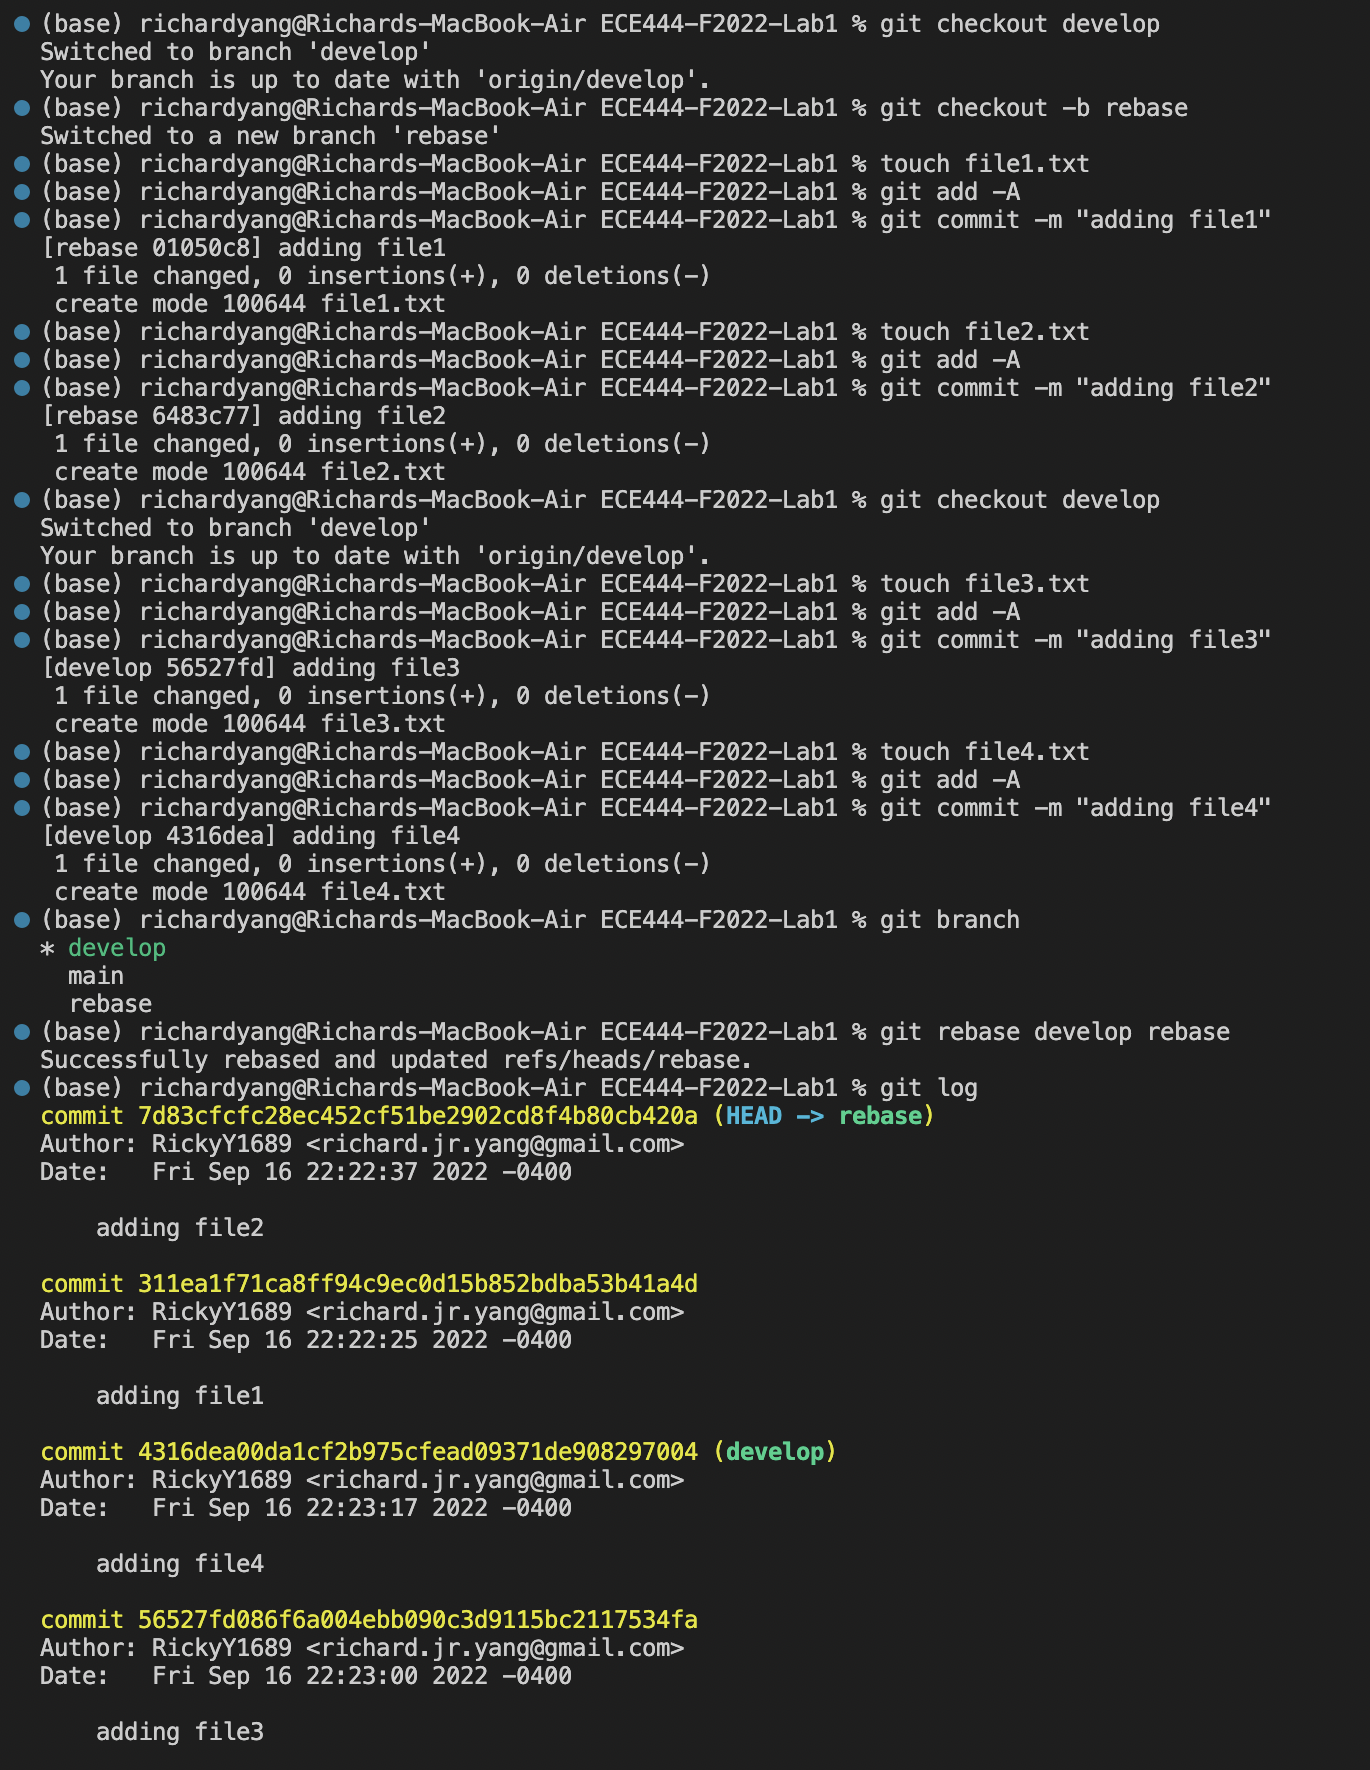 (base) richardyang@Richards-MacBook-Air ECE444-F2022-Lab1 % git checkout develop
Switched to branch 'develop'
Your branch is up to date with 'origin/develop'.
(base) richardyang@Richards-MacBook-Air ECE444-F2022-Lab1 % git checkout -b rebase
Switched to a new branch 'rebase'
(base) richardyang@Richards-MacBook-Air ECE444-F2022-Lab1 % touch file1.txt
(base) richardyang@Richards-MacBook-Air ECE444-F2022-Lab1 % git add -A
(base) richardyang@Richards-MacBook-Air ECE444-F2022-Lab1 % git commit -m "adding file1"
[rebase 01050c8] adding file1
 1 file changed, 0 insertions(+), 0 deletions(-)
 create mode 100644 file1.txt
(base) richardyang@Richards-MacBook-Air ECE444-F2022-Lab1 % touch file2.txt
(base) richardyang@Richards-MacBook-Air ECE444-F2022-Lab1 % git add -A
(base) richardyang@Richards-MacBook-Air ECE444-F2022-Lab1 % git commit -m "adding file2"
[rebase 6483c77] adding file2
 1 file changed, 0 insertions(+), 0 deletions(-)
 create mode 100644 file2.txt
(base) richardyang@Richards-MacBook-Air ECE444-F2022-Lab1 % git checkout develop
Switched to branch 'develop'
Your branch is up to date with 'origin/develop'.
(base) richardyang@Richards-MacBook-Air ECE444-F2022-Lab1 % touch file3.txt
(base) richardyang@Richards-MacBook-Air ECE444-F2022-Lab1 % git add -A
(base) richardyang@Richards-MacBook-Air ECE444-F2022-Lab1 % git commit -m "adding file3"
[develop 56527fd] adding file3
 1 file changed, 0 insertions(+), 0 deletions(-)
 create mode 100644 file3.txt
(base) richardyang@Richards-MacBook-Air ECE444-F2022-Lab1 % touch file4.txt
(base) richardyang@Richards-MacBook-Air ECE444-F2022-Lab1 % git add -A
(base) richardyang@Richards-MacBook-Air ECE444-F2022-Lab1 % git commit -m "adding file4"
[develop 4316dea] adding file4
 1 file changed, 0 insertions(+), 0 deletions(-)
 create mode 100644 file4.txt
(base) richardyang@Richards-MacBook-Air ECE444-F2022-Lab1 % git branch
* develop
  main
  rebase
(base) richardyang@Richards-MacBook-Air ECE444-F2022-Lab1 % git rebase develop rebase
Successfully rebased and updated refs/heads/rebase.
(base) richardyang@Richards-MacBook-Air ECE444-F2022-Lab1 % git log
commit 7d83cfcfc28ec452cf51be2902cd8f4b80cb420a (HEAD -> rebase)
Author: RickyY1689 <richard.jr.yang@gmail.com>
Date:   Fri Sep 16 22:22:37 2022 -0400
    adding file2
commit 311ea1f71ca8ff94c9ec0d15b852bdba53b41a4d
Author: RickyY1689 <richard.jr.yang@gmail.com>
Date:   Fri Sep 16 22:22:25 2022 -0400
    adding file1
commit 4316dea00da1cf2b975cfead09371de908297004 (develop)
Author: RickyY1689 <richard.jr.yang@gmail.com>
Date:   Fri Sep 16 22:23:17 2022 -0400
    adding file4
commit 56527fd086f6a004ebb090c3d9115bc2117534fa
Author: RickyY1689 <richard.jr.yang@gmail.com>
Date:   Fri Sep 16 22:23:00 2022 -0400
    adding file3